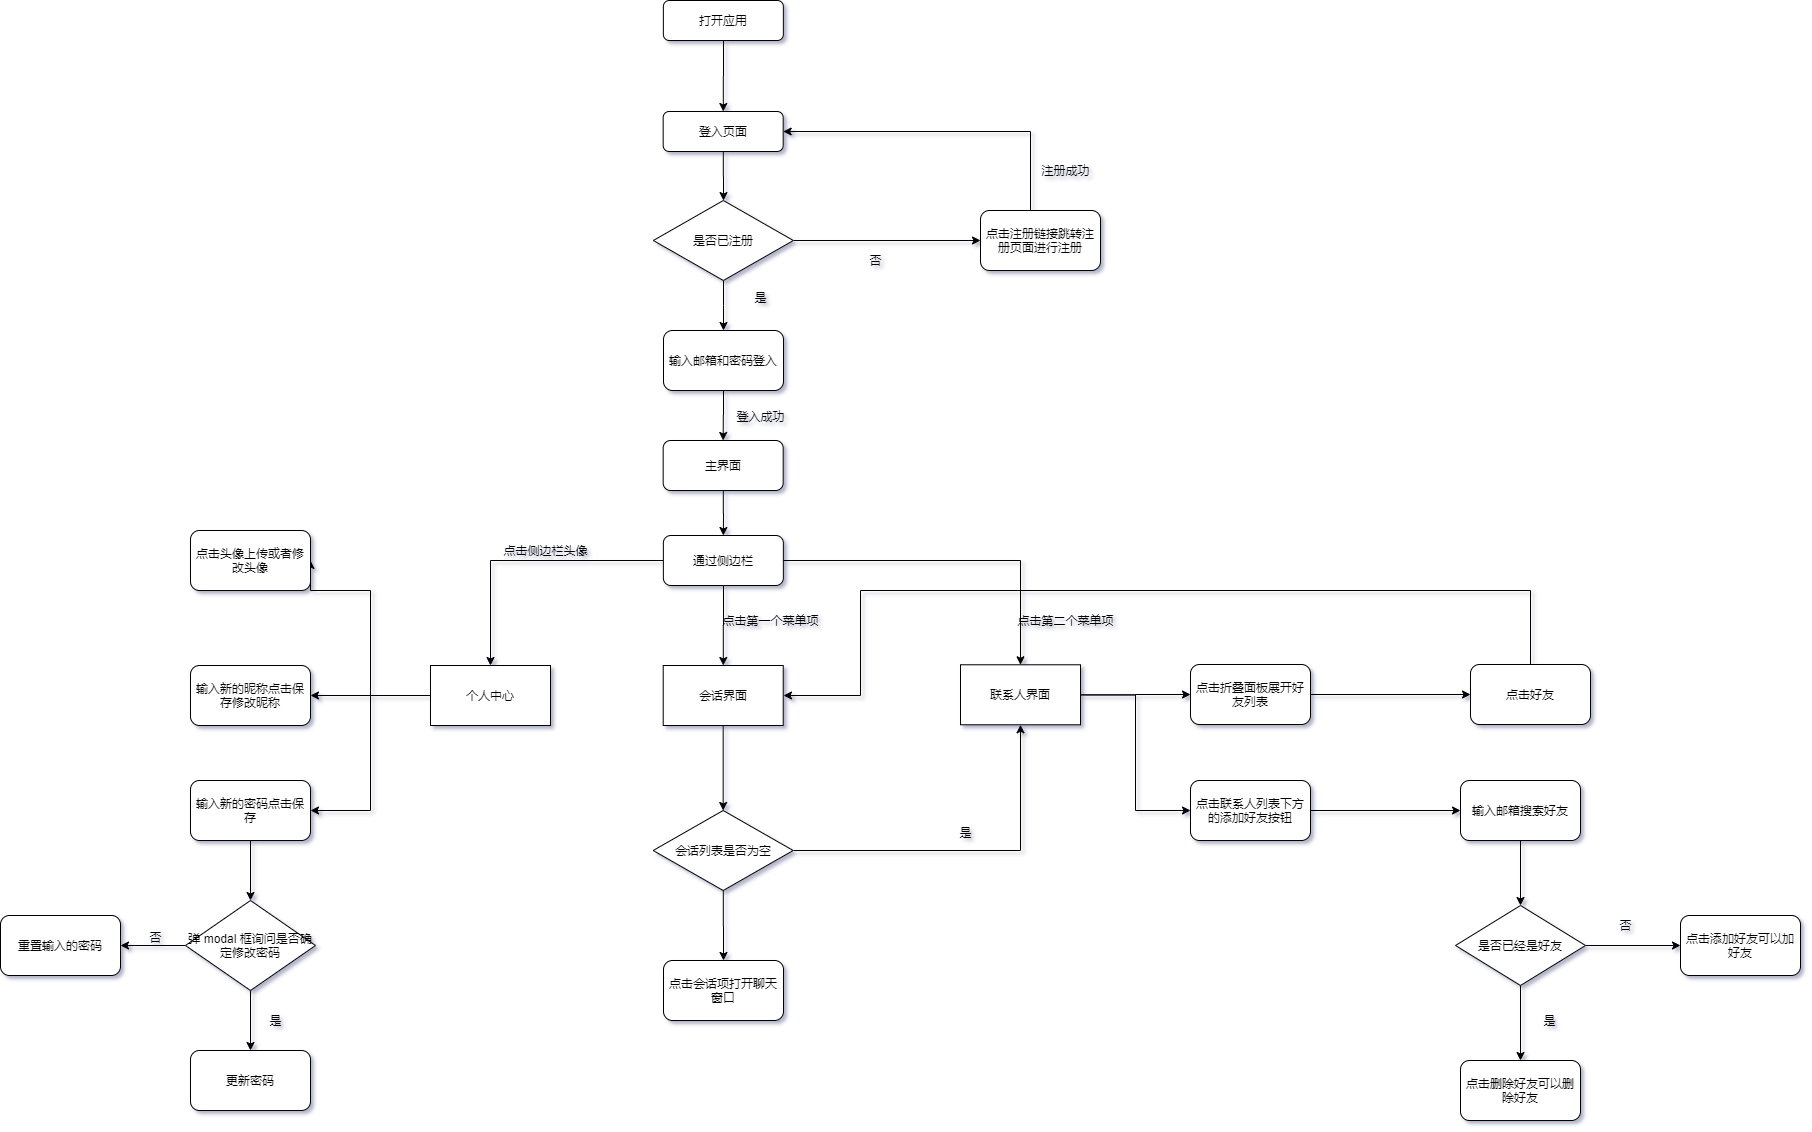 打开应用
登入页面
注册成功
是否已注册
点击注册链接跳转注
册页面进行注册
否
是
输入邮箱和密码登入
登入成功
主界面
点击侧边栏头像
通过侧边栏
点击头像上传或者修
改头像
点击第一个菜单项
点击第二个菜单项
输入新的昵称点击保
存修改昵称
个人中心
会话界面
联系人界面
点击折叠面板展开好
友列表
点击好友
输入新的密码点击保
存
会话列表是否为空
是
点击联系人列表下方
的添加好友按钮
输入邮箱搜索好友
重置输入的密码
否
弹 modal 框询问是否确
定修改密码
是否已经是好友
否
点击添加好友可以加
好友
点击会话项打开聊天
窗口
是
是
更新密码
点击删除好友可以删
除好友